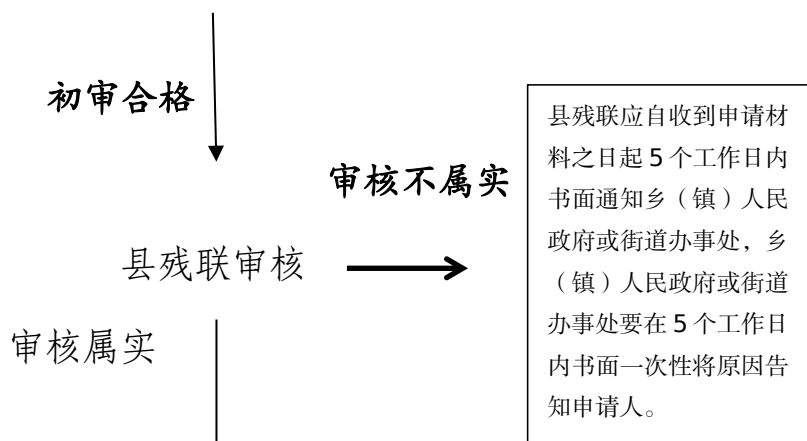 初审合格
审核不属实
县残联审核
审核属实
县残联应自收到申请材
料之日起 5 个工作日内
书面通知乡（镇）人民
政府或街道办事处，乡
（镇）人民政府或街道
办事处要在 5 个工作日
内书面一次性将原因告
知申请人。